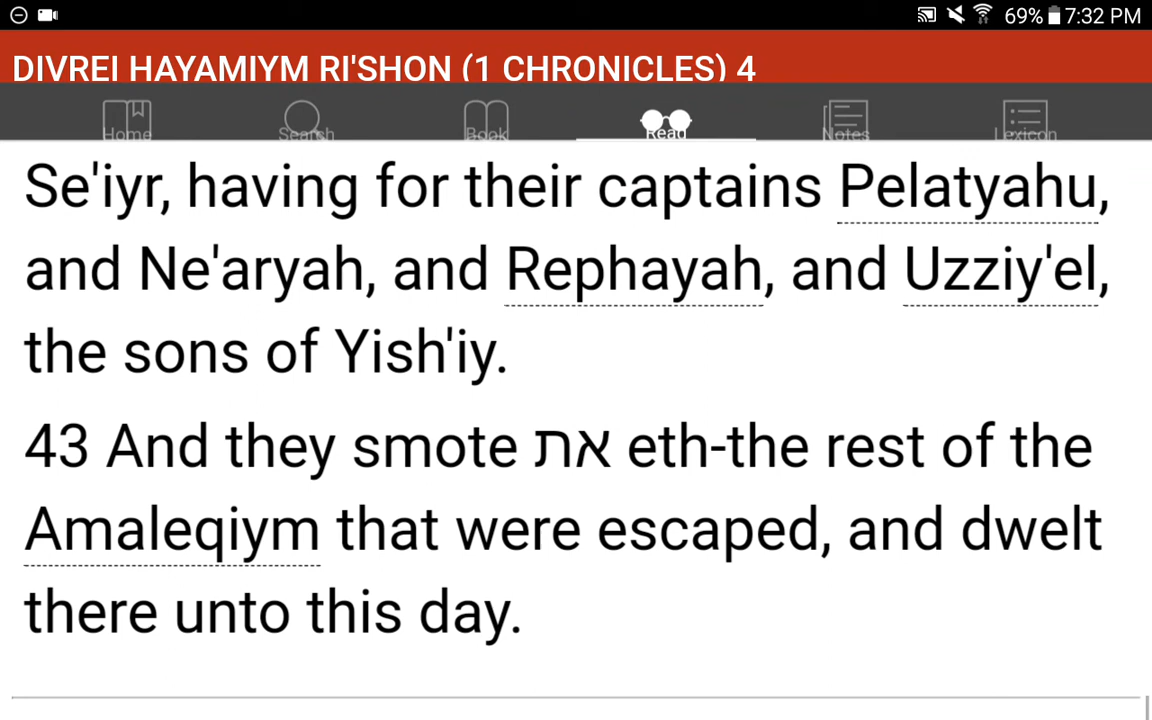 69% 7:32 PM
DIVREI HAYAMIYM RI'SHON (1 CHRONICLES) 4
Home Search Book Read Notes Lexicon
Se'iyr, having for their captains Pelatyahu,
and Ne'aryah, and Rephayah, and Uzziy'el,
the sons of Yish'iy.
43 And they smote את eth-the rest of the
Amaleqiym that were escaped, and dwelt
there unto this day.